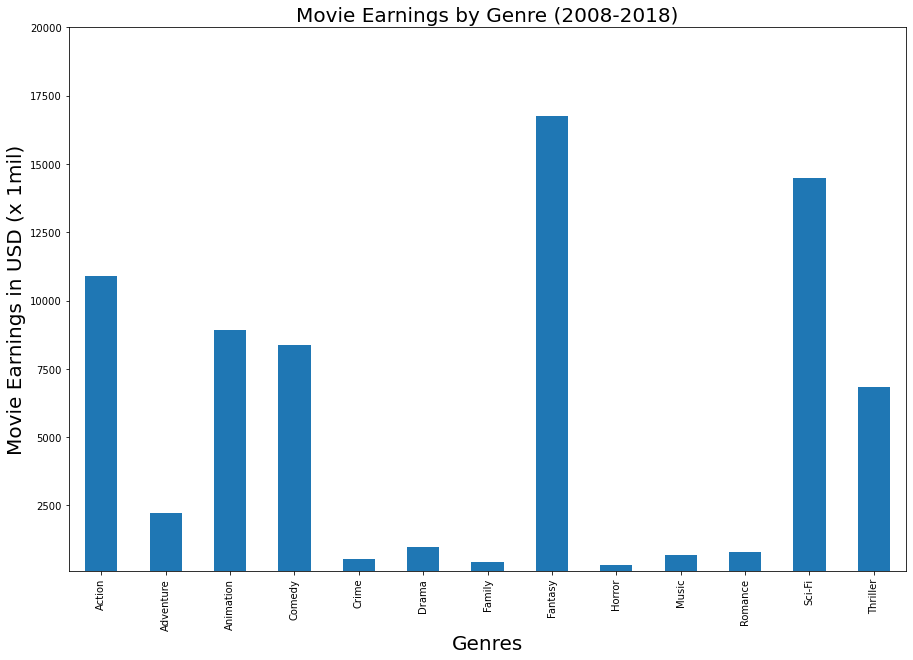 Movie Earnings by Genre (2008-2018)
Movie Earnings in USD (x 1mil)
20000
17500
15000
12500
10000
7500
5000
2500
Action
Adventure
Animation
Comedy
Crime
Drama
Family
Fantasy
Horror
Music
Romance
Sci-Fi
Thriller
Genres